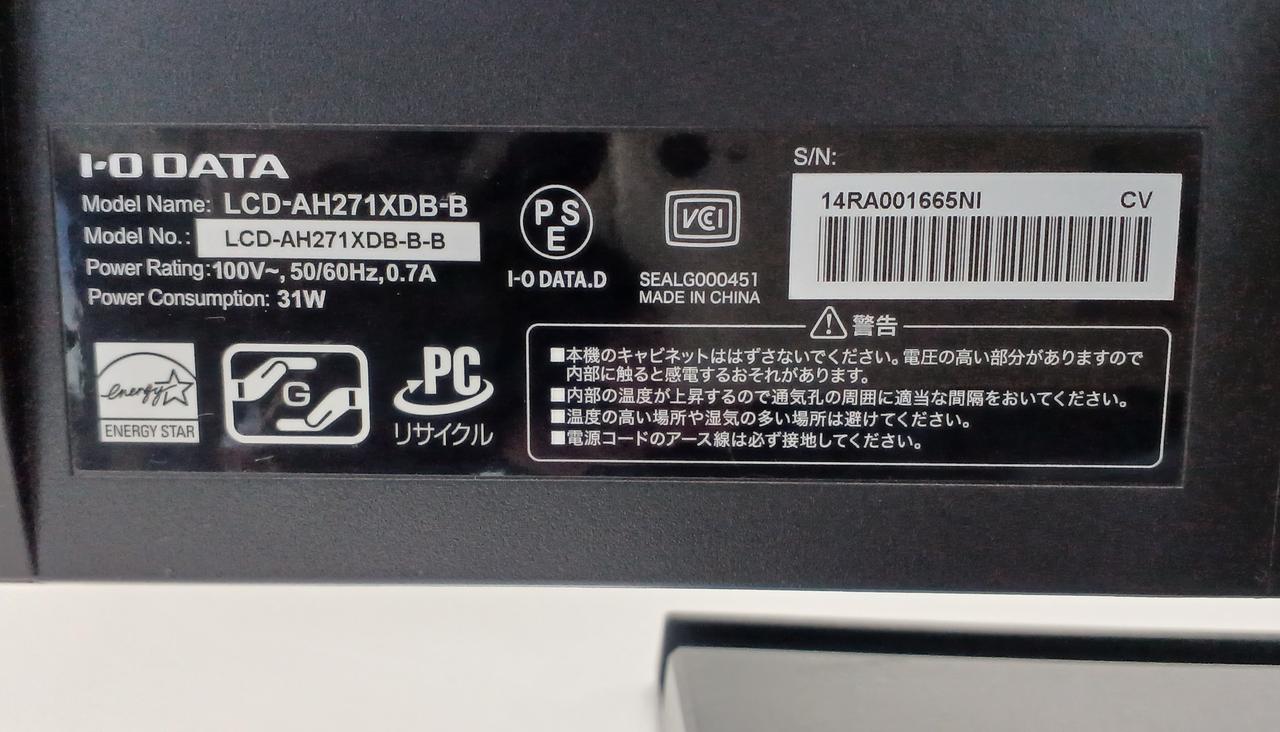 I-O DATA
Model Name: LCD-AH271XDB-B
Model No.: LCD-AH271XDB-B-B
Power Rating: 100V~, 50/60Hz, 0.7A
Power Consumption: 31W
energy
ENERGY STAR
G
PC
リサイクル
P S
E
I-O DATA.D
VCCI
SEALG000451
MADE IN CHINA
S/N:
14RA001665NI CV
警告
■本機のキャビネットははずさないでください。電圧の高い部分がありますので
内部に触ると感電するおそれがあります。
■内部の温度が上昇するので通気孔の周囲に適当な間隔をおいてください。
■温度の高い場所や湿気の多い場所は避けてください。
■電源コードのアース線は必ず接地してください。